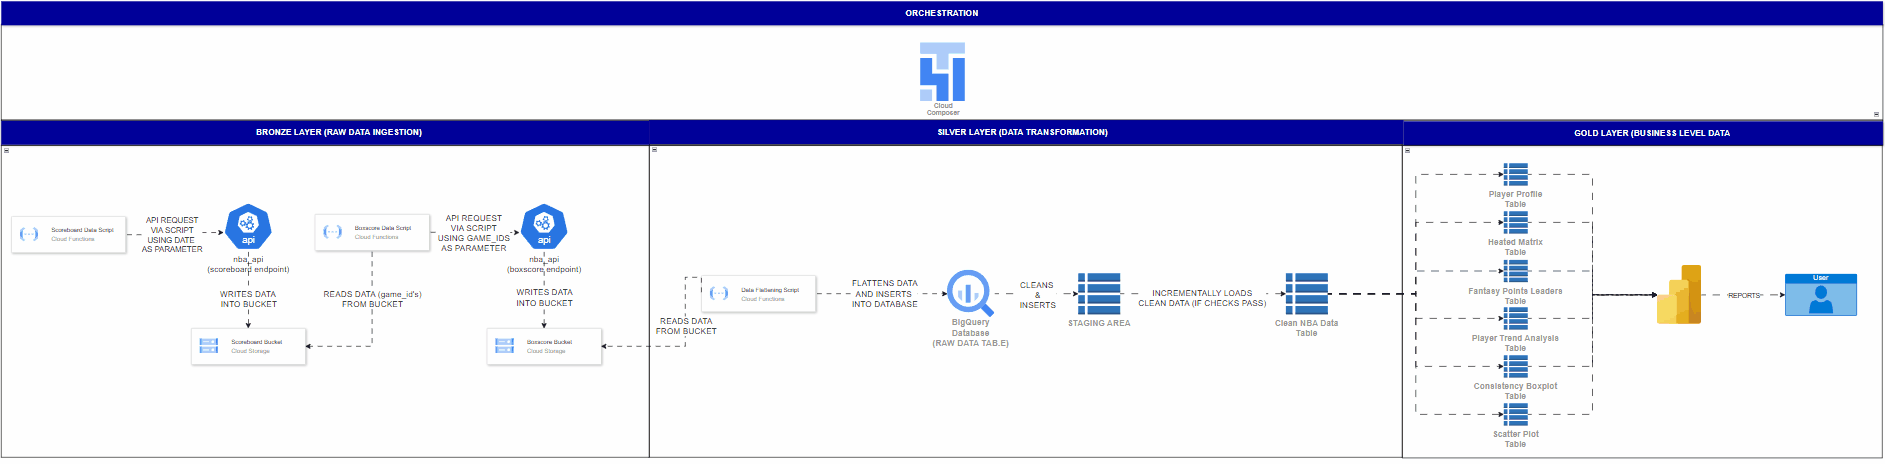 ORCHESTRATION
Cloud
Composer
BRONZE LAYER (RAW DATA INGESTION)
SILVER LAYER (DATA TRANSFORMATION)
GOLD LAYER (BUSINESS LEVEL DATA
Scoreboard Data Script
Cloud Functions
API REQUEST
VIA SCRIPT
USING DATE
AS PARAMETER
api
nba_api
(scoreboard endpoint)
WRITES DATA
INTO BUCKET
Scoreboard Bucket
Cloud Storage
Boxscore Data Script
Cloud Functions
READS DATA (game_id's)
FROM BUCKET
API REQUEST
VIA SCRIPT
USING GAME_IDS
AS PARAMETER
api
nba_api
(boxscore endpoint)
WRITES DATA
INTO BUCKET
Boxscore Bucket
Cloud Storage
READS DATA
FROM BUCKET
Data Flattening Script
Cloud Functions
FLATTENS DATA
AND INSERTS
INTO DATABASE
BigQuery
Database
(RAW DATA TABLE)
CLEANS
&
INSERTS
STAGING AREA
INCREMENTALLY LOADS
CLEAN DATA (IF CHECKS PASS)
Clean NBA Data
Table
Player Profile
Table
Heated Matrix
Table
Fantasy Points Leaders
Table
Player Trend Analysis
Table
Consistency Boxplot
Table
Scatter Plot
Table
REPORTS
User